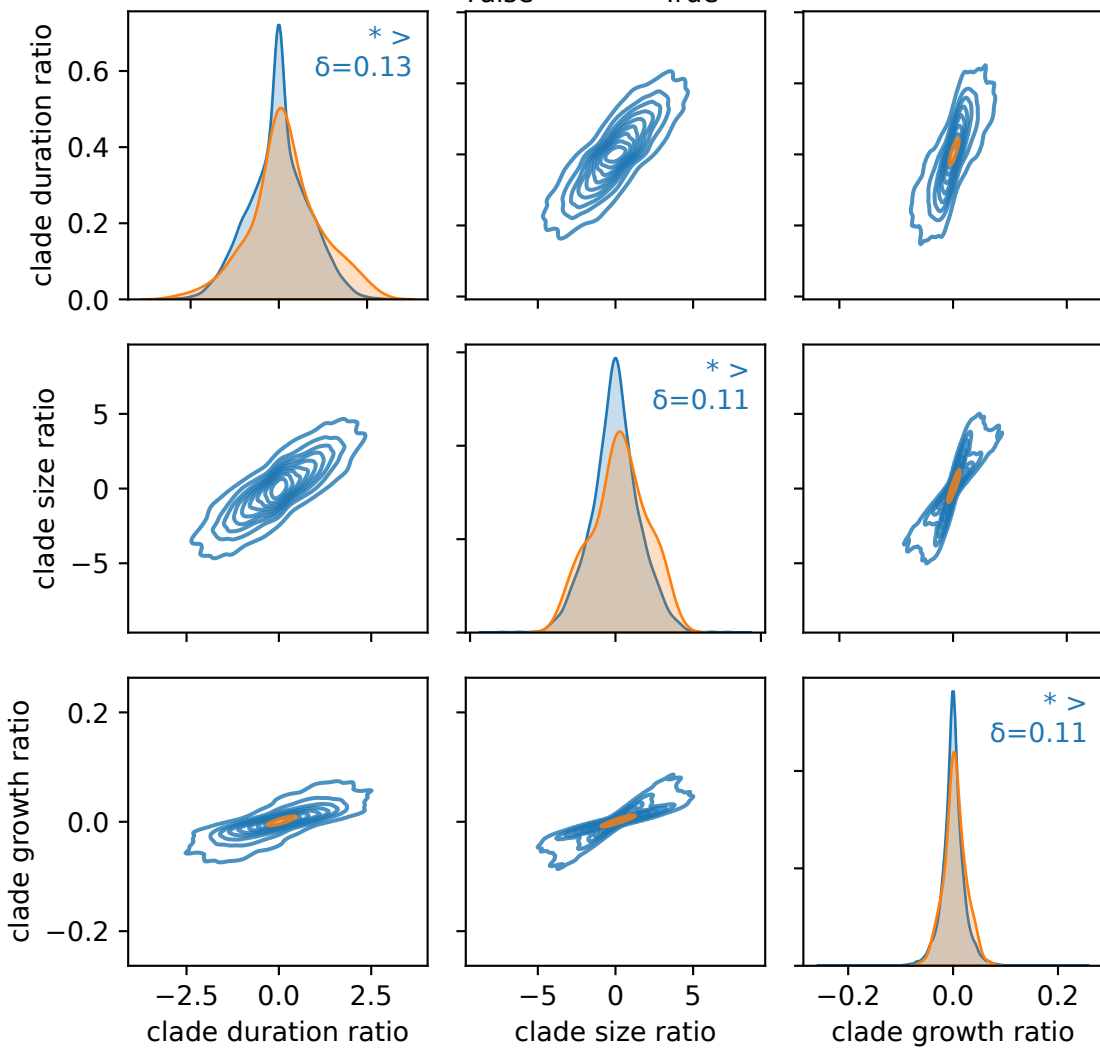 clade duration ratio
0.6
0.4
0.2
0.0
* >
δ=0.13
clade size ratio
5
0
−5
* >
δ=0.11
clade growth ratio
0.2
0.0
−0.2
* >
δ=0.11
−2.5 0.0 2.5
−5 0 5
−0.2 0.0 0.2
clade duration ratio
clade size ratio
clade growth ratio